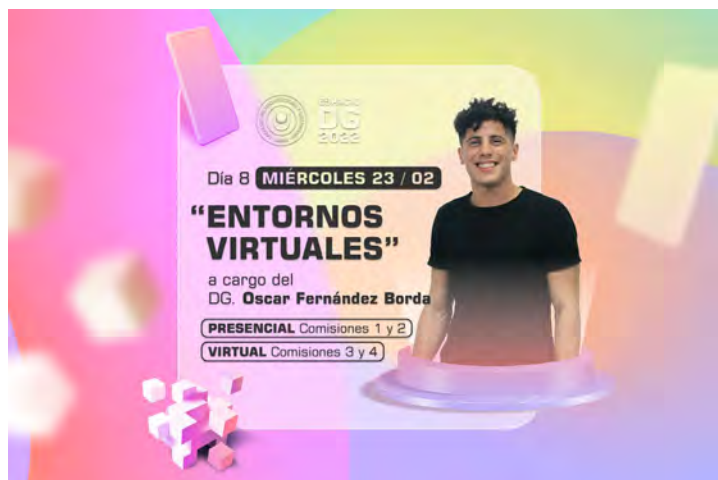 ESPACIO
DG
2022
Día 8 MIÉRCOLES 23 / 02
“ENTORNOS
VIRTUALES”
a cargo del
DG. Oscar Fernández Borda
PRESENCIAL Comisiones 1 y 2
VIRTUAL Comisiones 3 y 4